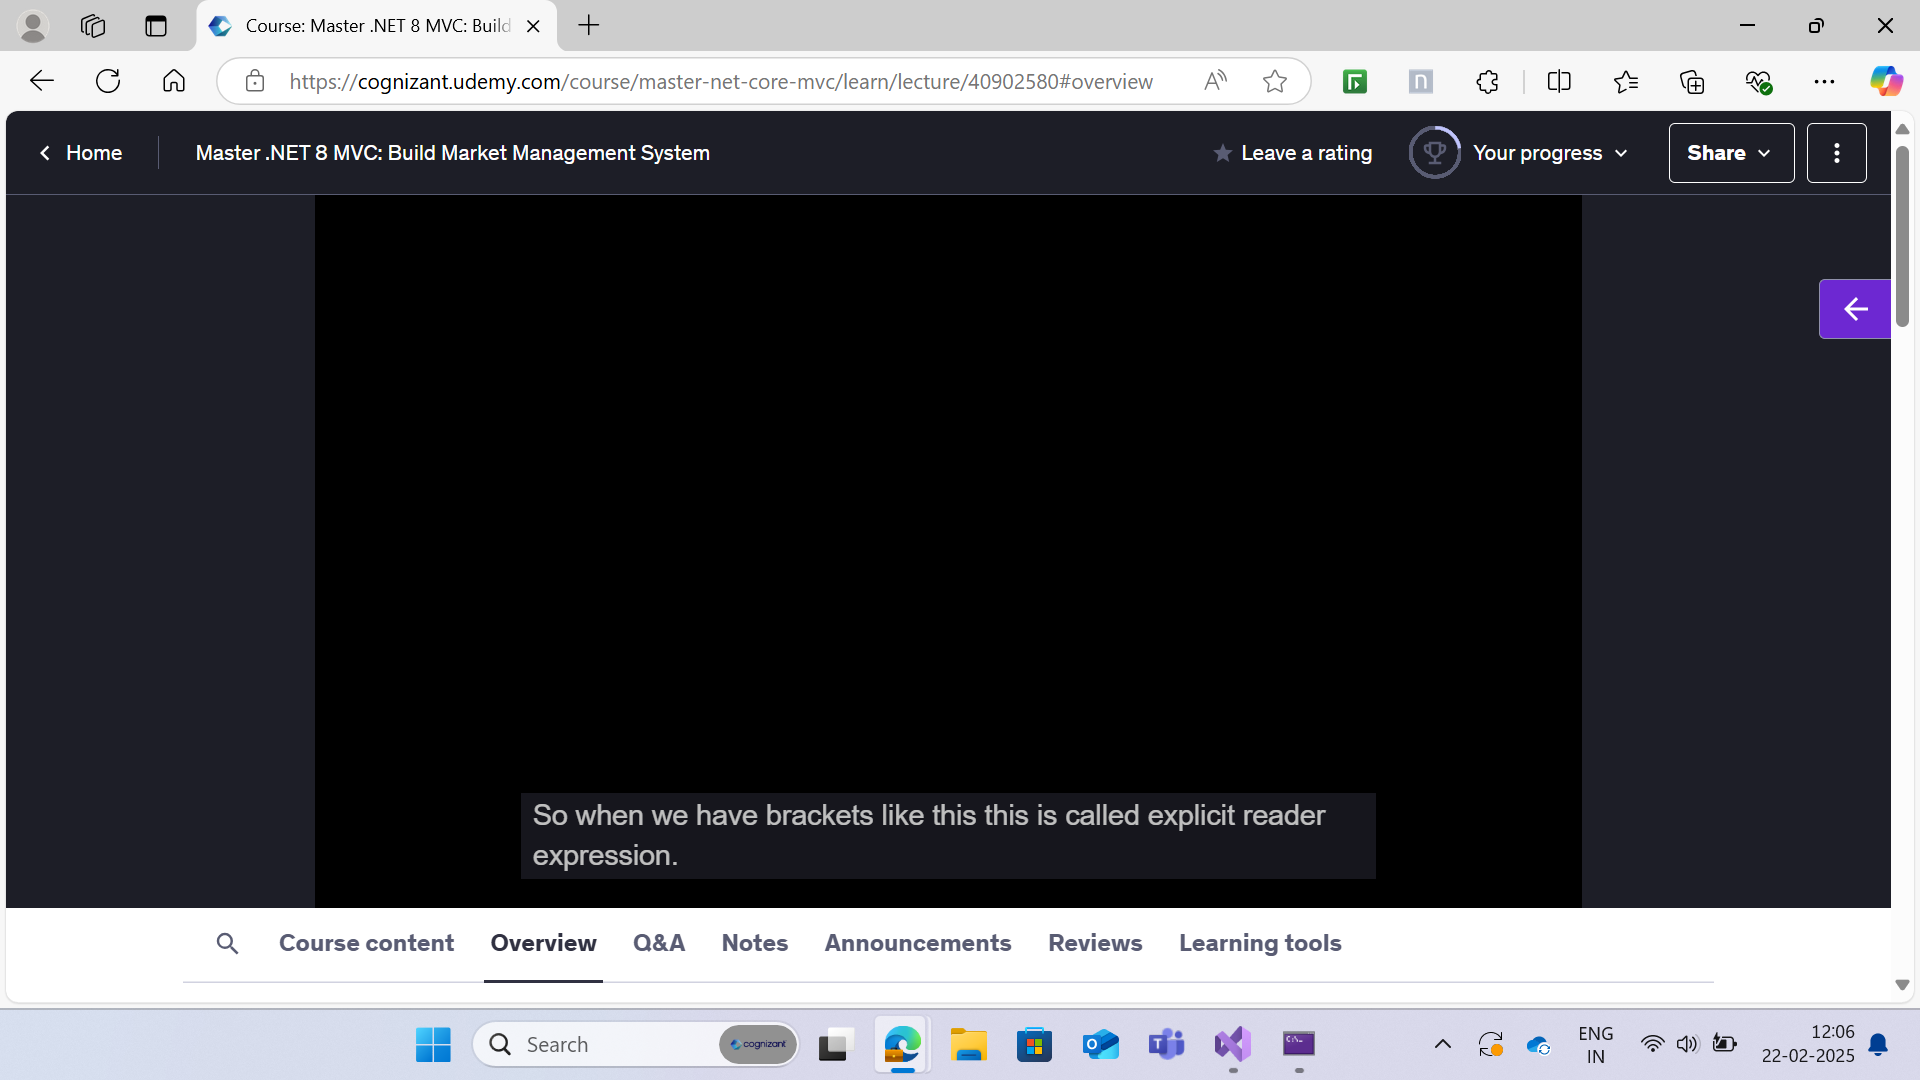 Course: Master .NET 8 MVC: Build
https://cognizant.udemy.com/course/master-net-core-mvc/learn/lecture/40902580#overview
Home
Master .NET 8 MVC: Build Market Management System
Leave a rating
Your progress
Share
So when we have brackets like this this is called explicit reader
expression.
Course content
Overview
Q&A
Notes
Announcements
Reviews
Learning tools
Search
cognizant
ENG
IN
12:06
22-02-2025